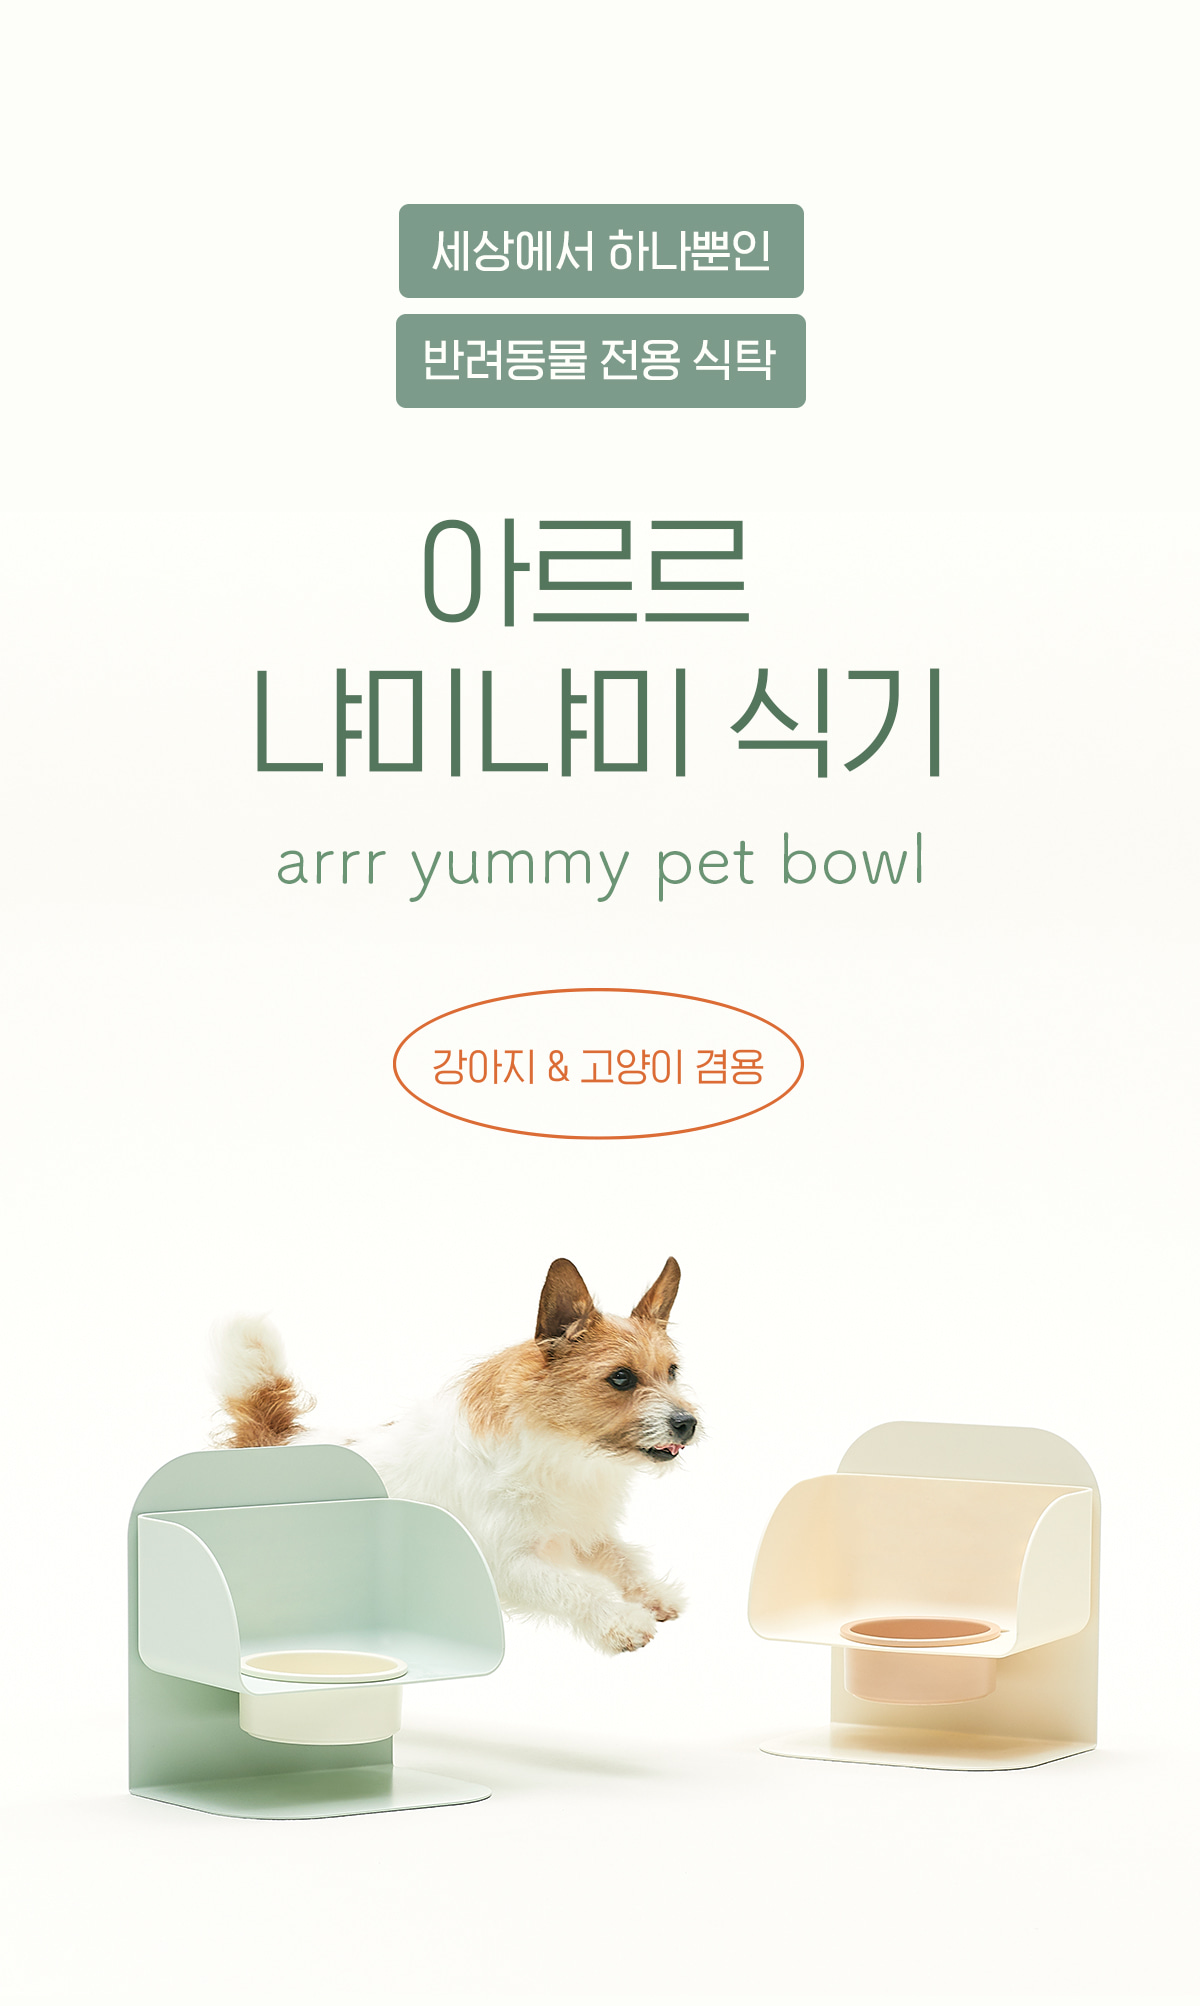 세상에서 하나뿐인
반려동물 전용 식탁
아르르
냐미냐미 식기
arrr yummy pet bowl
강아지 & 고양이 겸용